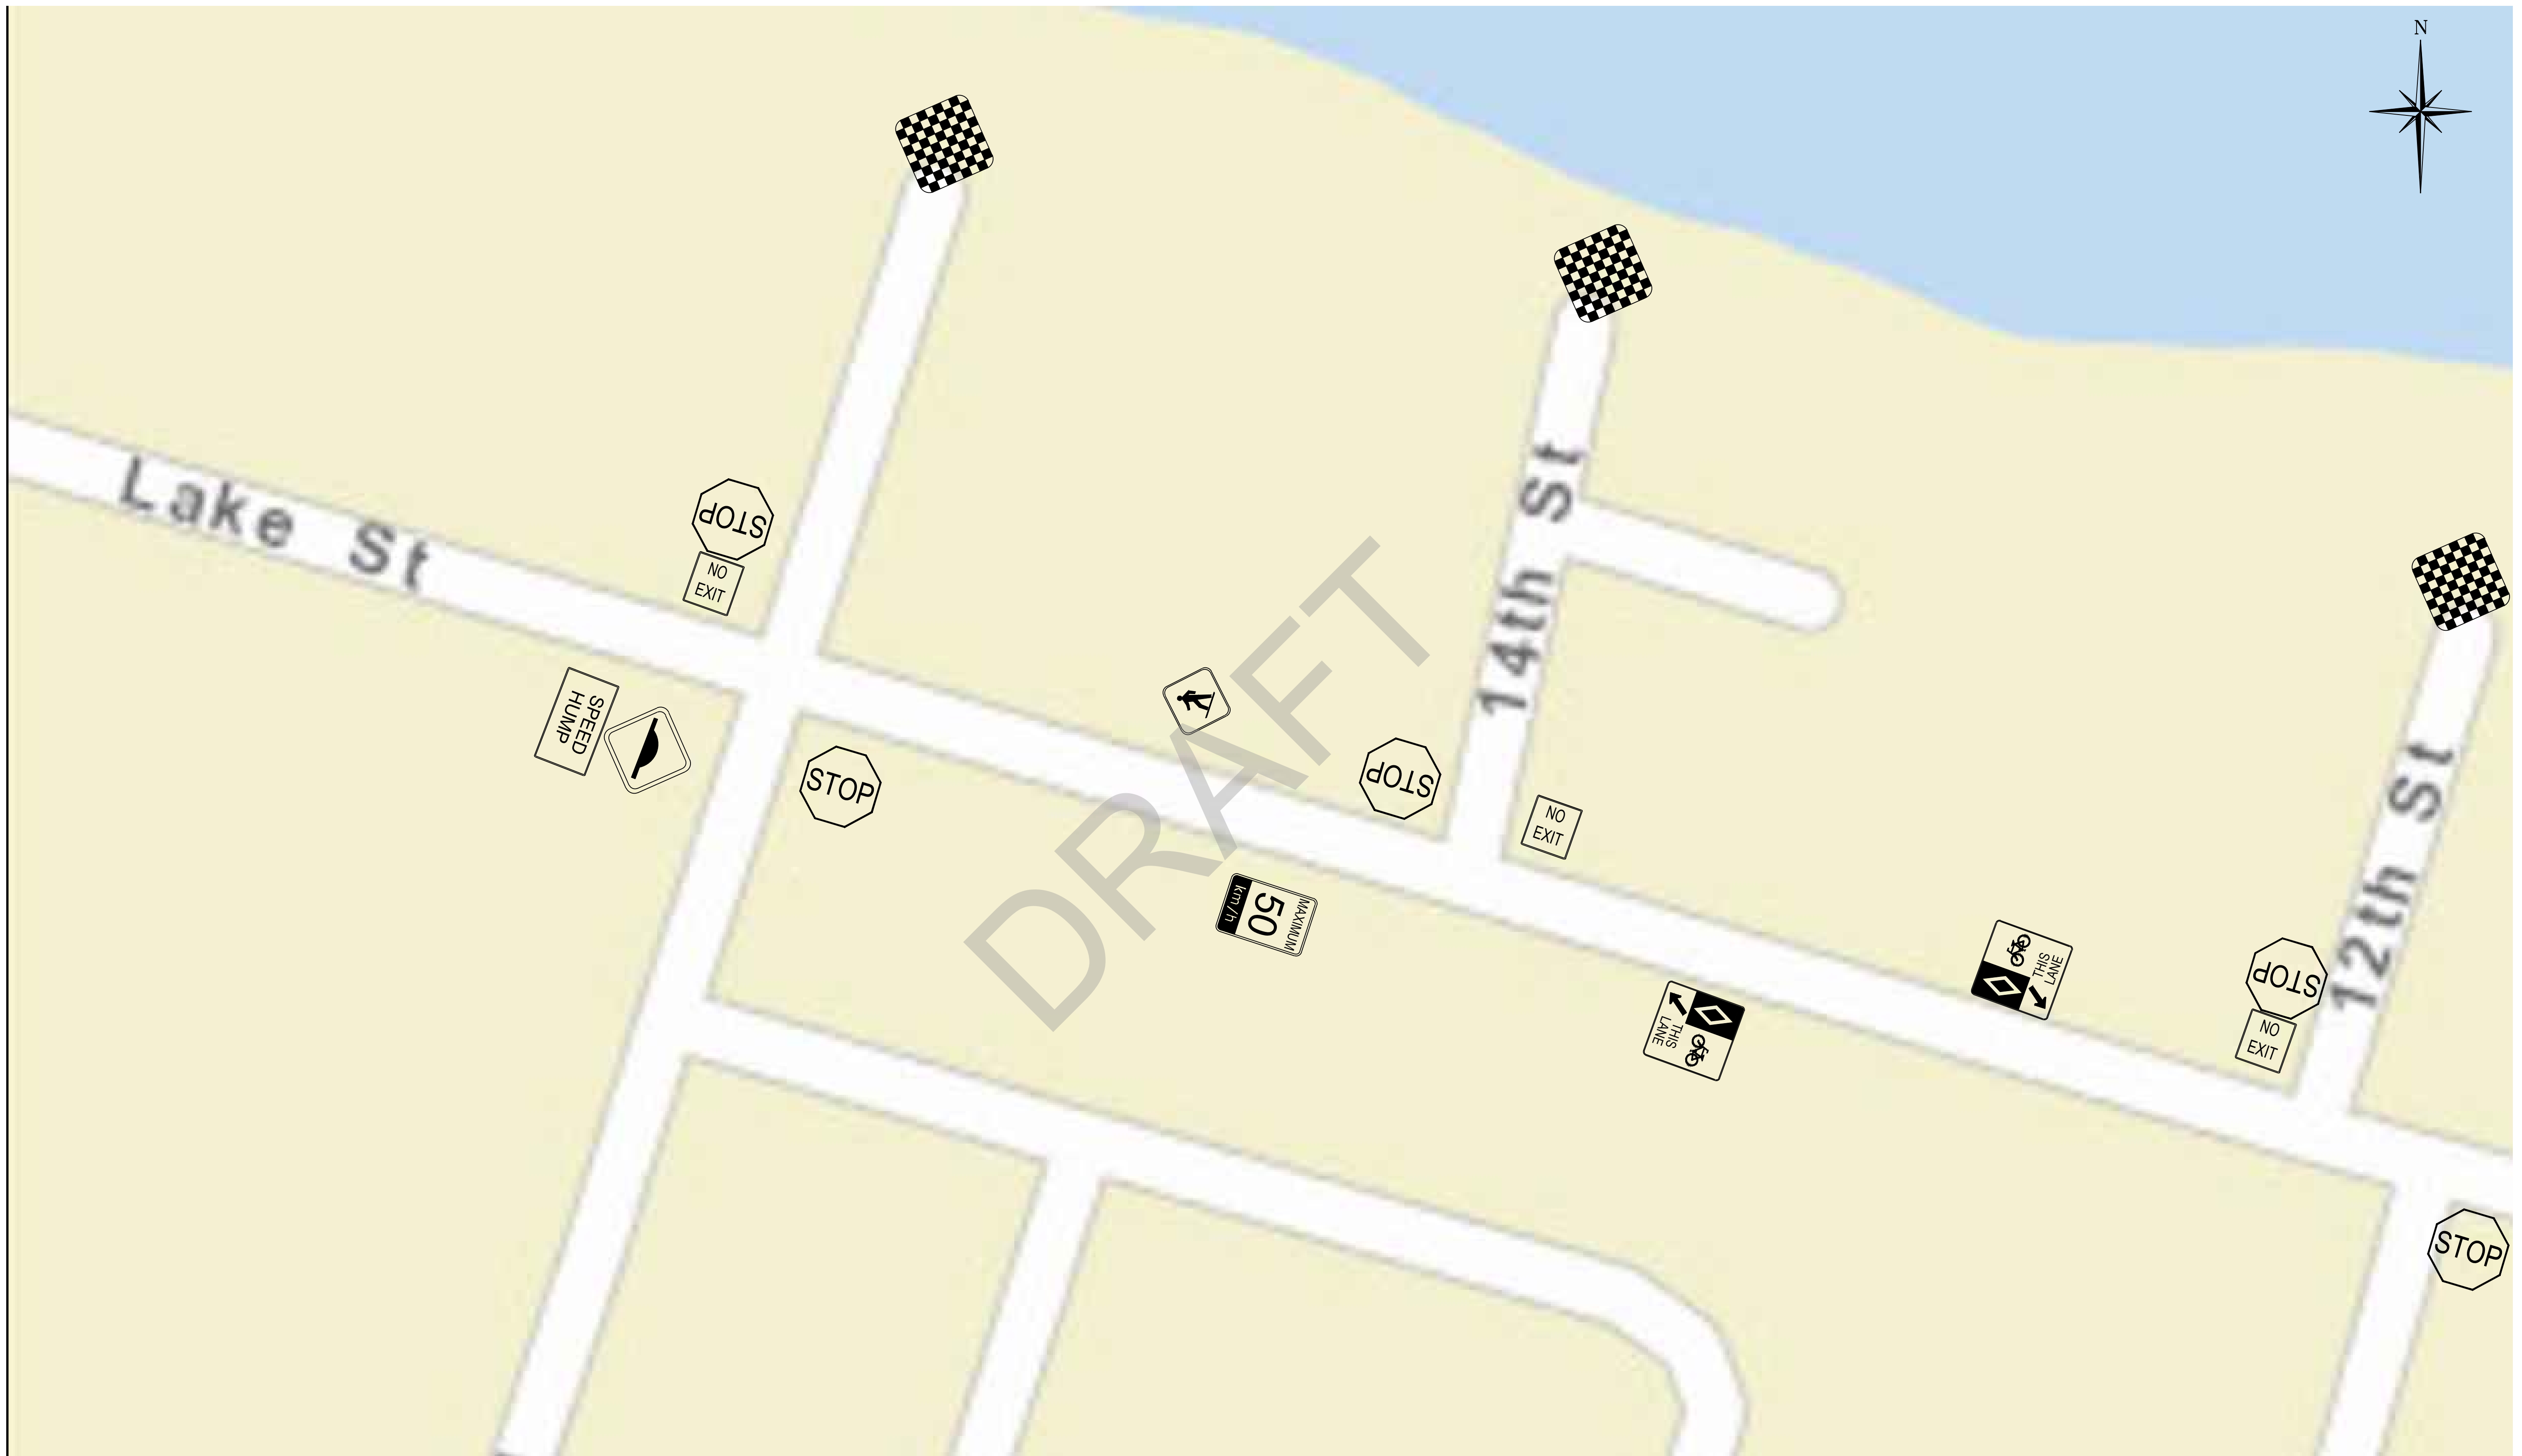 N
Lake St
STOP
NO
EXIT
SPEED
HUMP
STOP
DRAFT
MAXIMUM
50
km/h
14th St
STOP
NO
EXIT
THIS
LANE
THIS
LANE
12th St
STOP
NO
EXIT
STOP